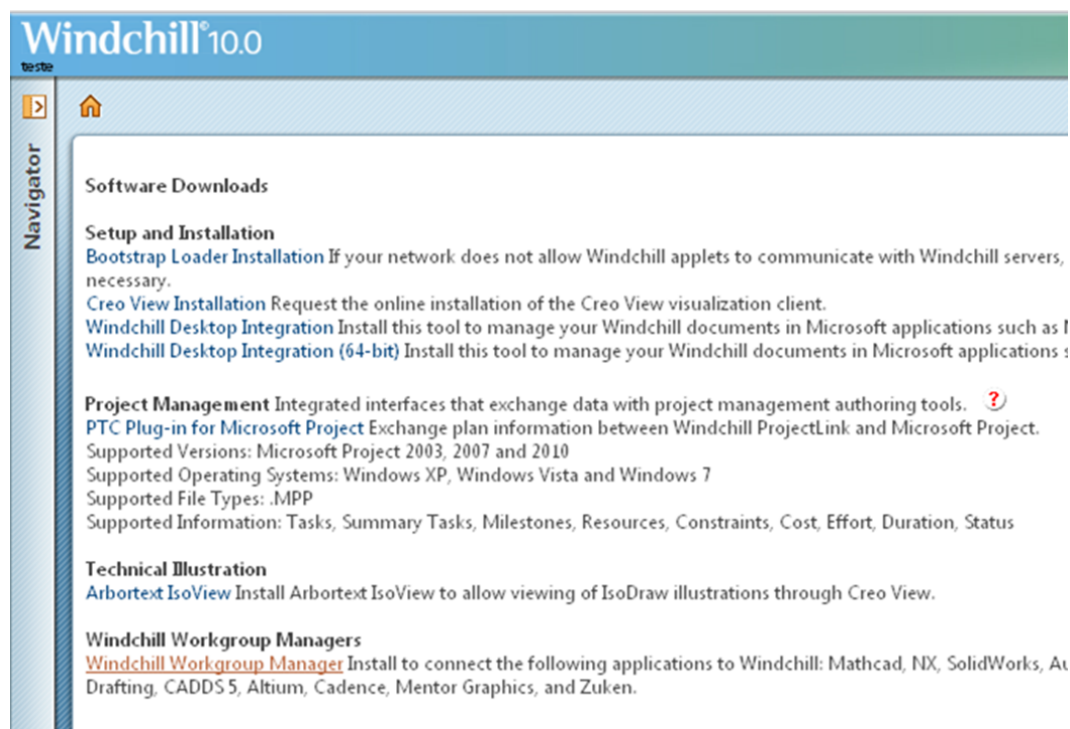 Windchill® 10.0
teste
Navigator
Software Downloads
Setup and Installation
Bootstrap Loader Installation If your network does not allow Windchill applets to communicate with Windchill servers,
necessary.
Creo View Installation Request the online installation of the Creo View visualization client.
Windchill Desktop Integration Install this tool to manage your Windchill documents in Microsoft applications such as
Windchill Desktop Integration (64-bit) Install this tool to manage your Windchill documents in Microsoft applications
Project Management Integrated interfaces that exchange data with project management authoring tools. ?
PTC Plug-in for Microsoft Project Exchange plan information between Windchill ProjectLink and Microsoft Project.
Supported Versions: Microsoft Project 2003, 2007 and 2010
Supported Operating Systems: Windows XP, Windows Vista and Windows 7
Supported File Types: .MPP
Supported Information: Tasks, Summary Tasks, Milestones, Resources, Constraints, Cost, Effort, Duration, Status
Technical Illustration
Arbortext IsoView Install Arbortext IsoView to allow viewing of IsoDraw illustrations through Creo View.
Windchill Workgroup Managers
Windchill Workgroup Manager Install to connect the following applications to Windchill: Mathcad, NX, SolidWorks,
Drafting, CADDS 5, Altium, Cadence, Mentor Graphics, and Zuken.